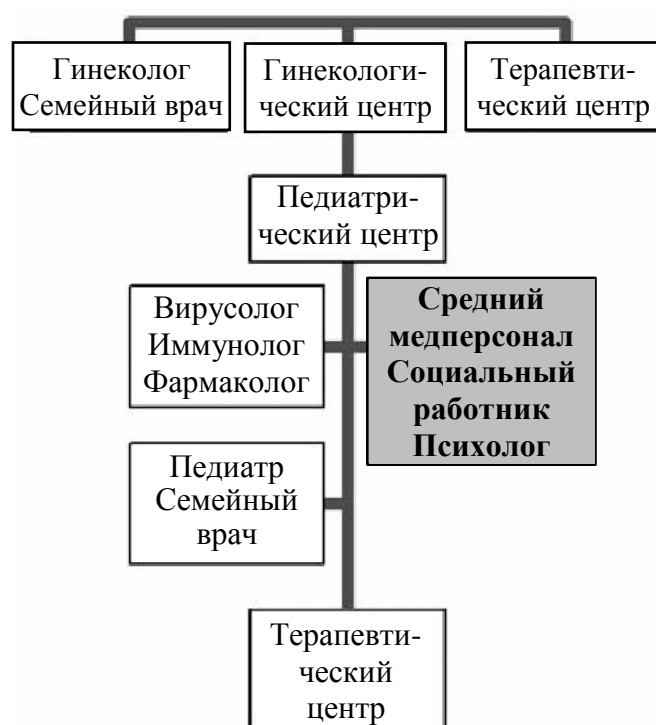 Гинеколог
Семейный врач
Гинекологи-
ческий центр
Терапевти-
ческий центр
Педиатри-
ческий центр
Вирусолог
Иммунолог
Фармаколог
Средний
медперсонал
Социальный
работник
Психолог
Педиатр
Семейный
врач
Терапевти-
ческий
центр